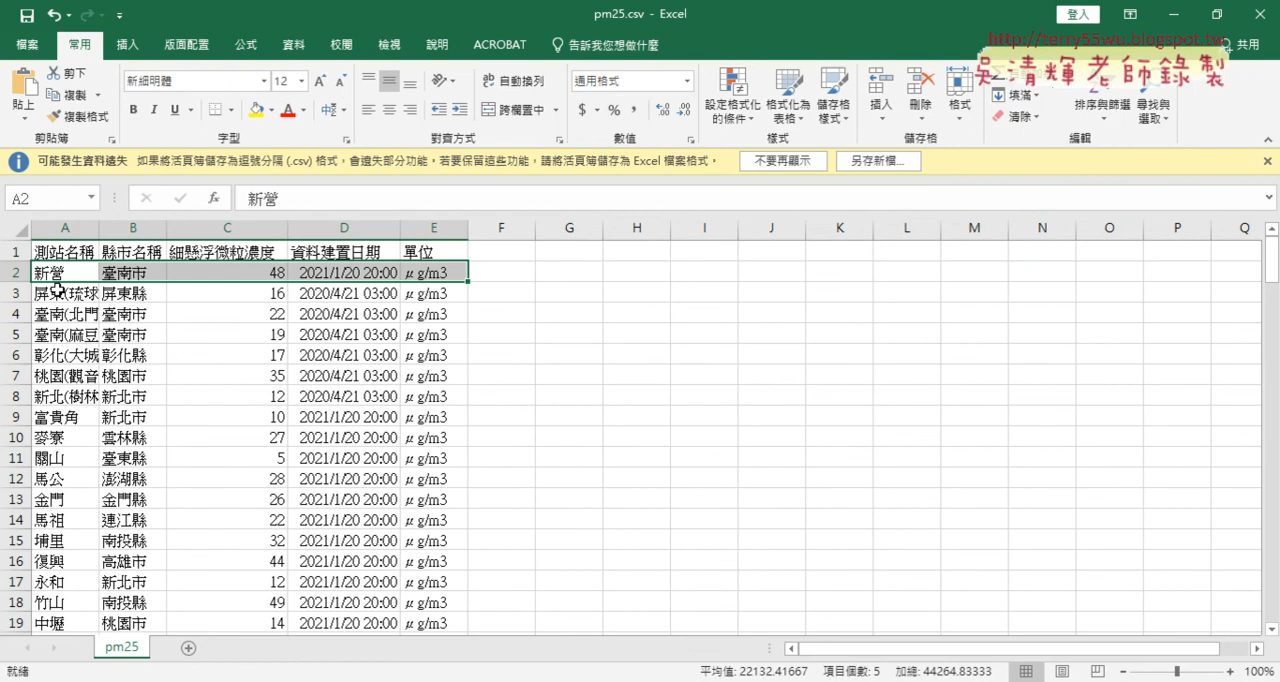 pm25.csv - Excel
登入
檔案 常用 插入 版面配置 公式 資料 校閱 檢視 說明 ACROBAT 告訴我您想做什麼 共用
http://terry55wu.blogspot.tw
吳清輝老師錄製
貼上 剪下 複製 複製格式 剪貼簿
新細明體 12 B I U 字型
自動換列 跨欄置中 對齊方式
通用格式 $ % 數值
設定格式化的條件 格式化為表格 儲存格樣式 樣式
插入 刪除 格式 儲存格
填滿 清除 排序與篩選 尋找與選取 編輯
可能發生資料遺失 如果將活頁簿儲存為逗號分隔 (.csv) 格式，會遺失部分功能。若要保留這些功能，請將活頁簿儲存為 Excel 檔案格式。 不要再顯示 另存新檔...
A2 fx 新營
A B C D E F G H I J K L M N O P Q
1 測站名稱 縣市名稱 細懸浮微粒濃度 資料建置日期 單位
2 新營 臺南市 48 2021/1/20 20:00 μg/m3
3 屏東(琉球 屏東縣 16 2020/4/21 03:00 μg/m3
4 臺南(北門 臺南市 22 2020/4/21 03:00 μg/m3
5 臺南(麻豆 臺南市 19 2020/4/21 03:00 μg/m3
6 彰化(大城 彰化縣 17 2020/4/21 03:00 μg/m3
7 桃園(觀音 桃園市 35 2020/4/21 03:00 μg/m3
8 新北(樹林 新北市 12 2020/4/21 03:00 μg/m3
9 富貴角 新北市 10 2021/1/20 20:00 μg/m3
10 麥寮 雲林縣 27 2021/1/20 20:00 μg/m3
11 關山 臺東縣 5 2021/1/20 20:00 μg/m3
12 馬公 澎湖縣 28 2021/1/20 20:00 μg/m3
13 金門 金門縣 26 2021/1/20 20:00 μg/m3
14 馬祖 連江縣 22 2021/1/20 20:00 μg/m3
15 埔里 南投縣 32 2021/1/20 20:00 μg/m3
16 復興 高雄市 44 2021/1/20 20:00 μg/m3
17 永和 新北市 12 2021/1/20 20:00 μg/m3
18 竹山 南投縣 49 2021/1/20 20:00 μg/m3
19 中壢 桃園市 14 2021/1/20 20:00 μg/m3
pm25
就緒 平均值: 22132.41667 項目個數: 5 加總: 44264.83333 100%